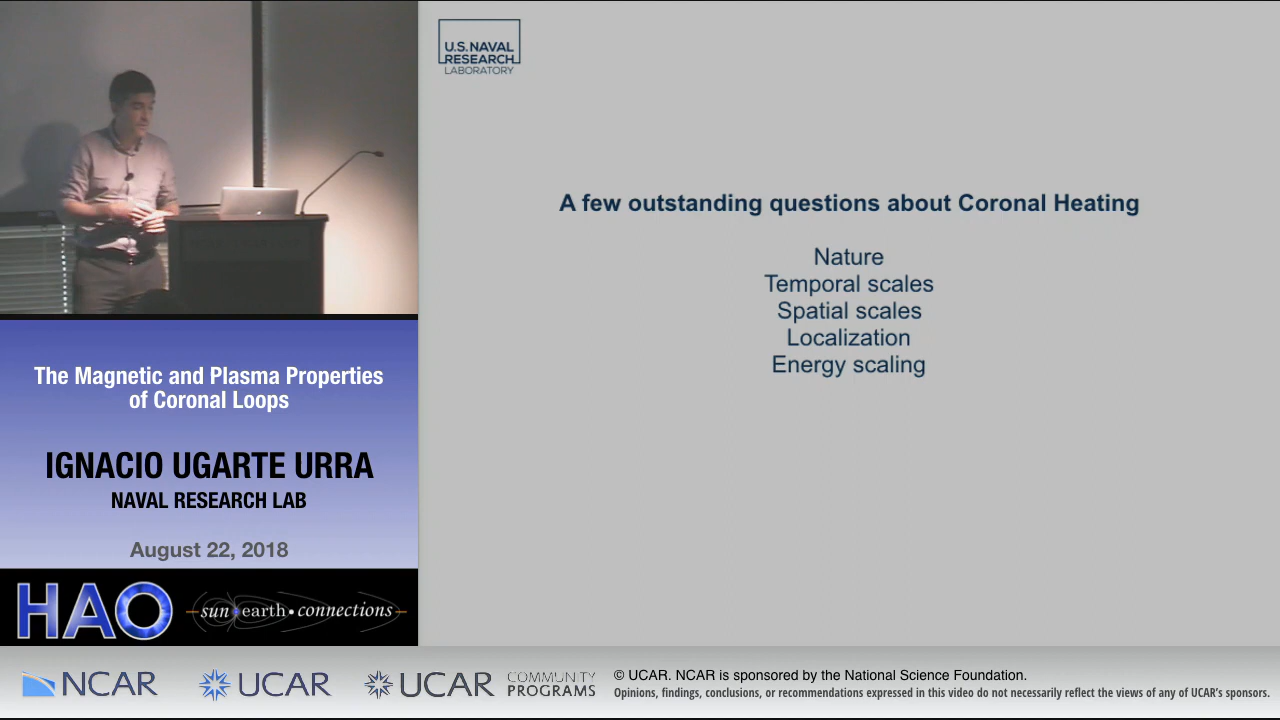 U.S. NAVAL
RESEARCH
LABORATORY
A few outstanding questions about Coronal Heating
Nature
Temporal scales
Spatial scales
Localization
Energy scaling
The Magnetic and Plasma Properties
of Coronal Loops
IGNACIO UGARTE URRA
NAVAL RESEARCH LAB
August 22, 2018
HAO
sun•earth•connections
NCAR
UCAR
UCAR
COMMUNITY
PROGRAMS
© UCAR. NCAR is sponsored by the National Science Foundation.
Opinions, findings, conclusions, or recommendations expressed in this video do not necessarily reflect the views of any of UCAR's sponsors.